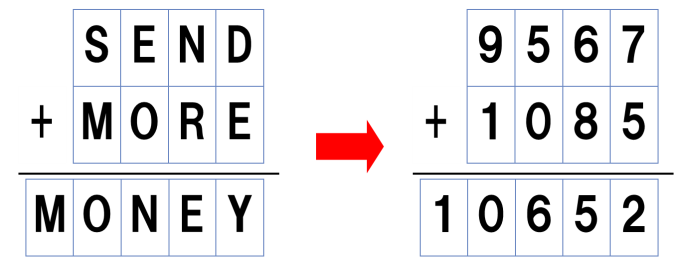 SEND
+ MORE
MONEY
9567
+ 1085
10652